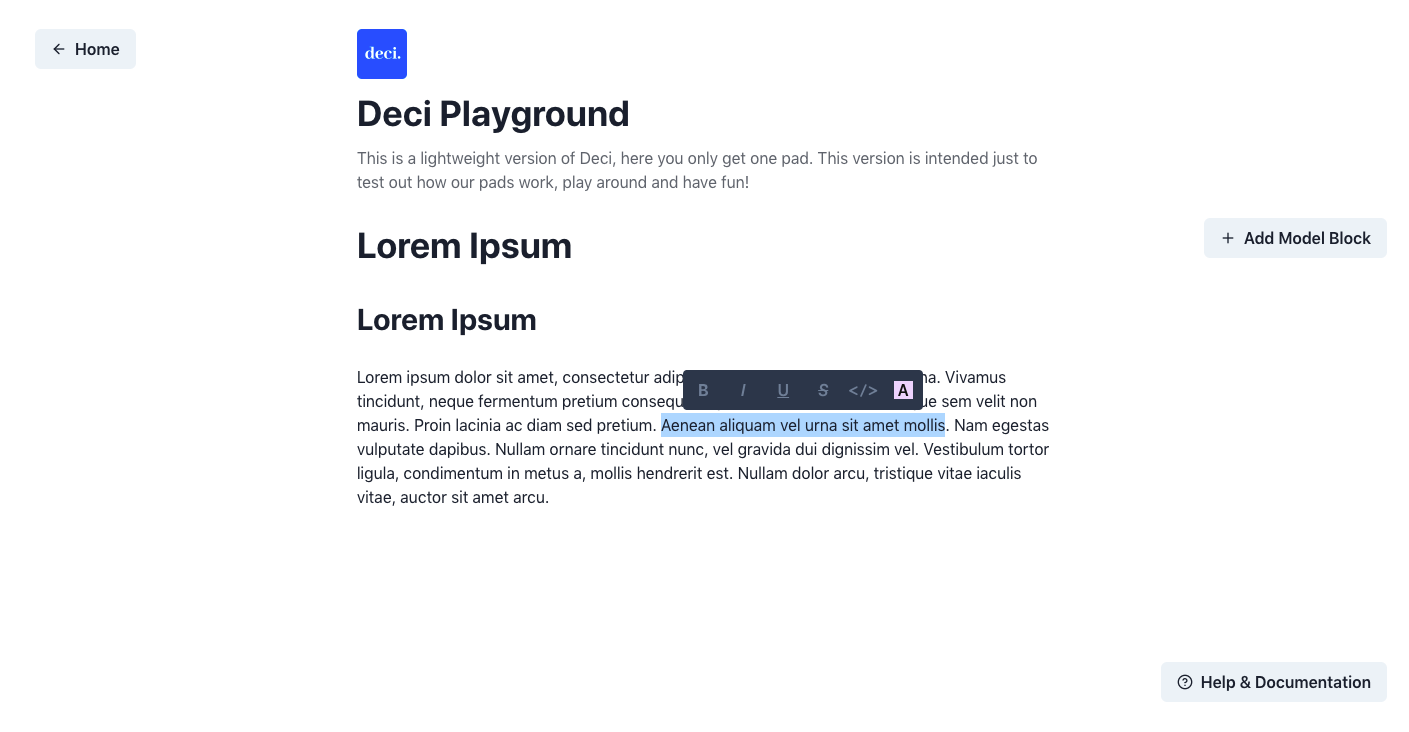 Home
deci.
Deci Playground
This is a lightweight version of Deci, here you only get one pad. This version is intended just to
test out how our pads work, play around and have fun!
Lorem Ipsum
Add Model Block
Lorem Ipsum
B I U S </> A
Lorem ipsum dolor sit amet, consectetur Vivamus
tincidunt, neque fermentum pretium sem velit non
mauris. Proin lacinia ac diam sed pretium. Aenean aliquam vel urna sit amet mollis. Nam egestas
vulputate dapibus. Nullam ornare tincidunt nunc, vel gravida dui dignissim vel. Vestibulum tortor
ligula, condimentum in metus a, mollis hendrerit est. Nullam dolor arcu, tristique vitae iaculis
vitae, auctor sit amet arcu.
Help & Documentation